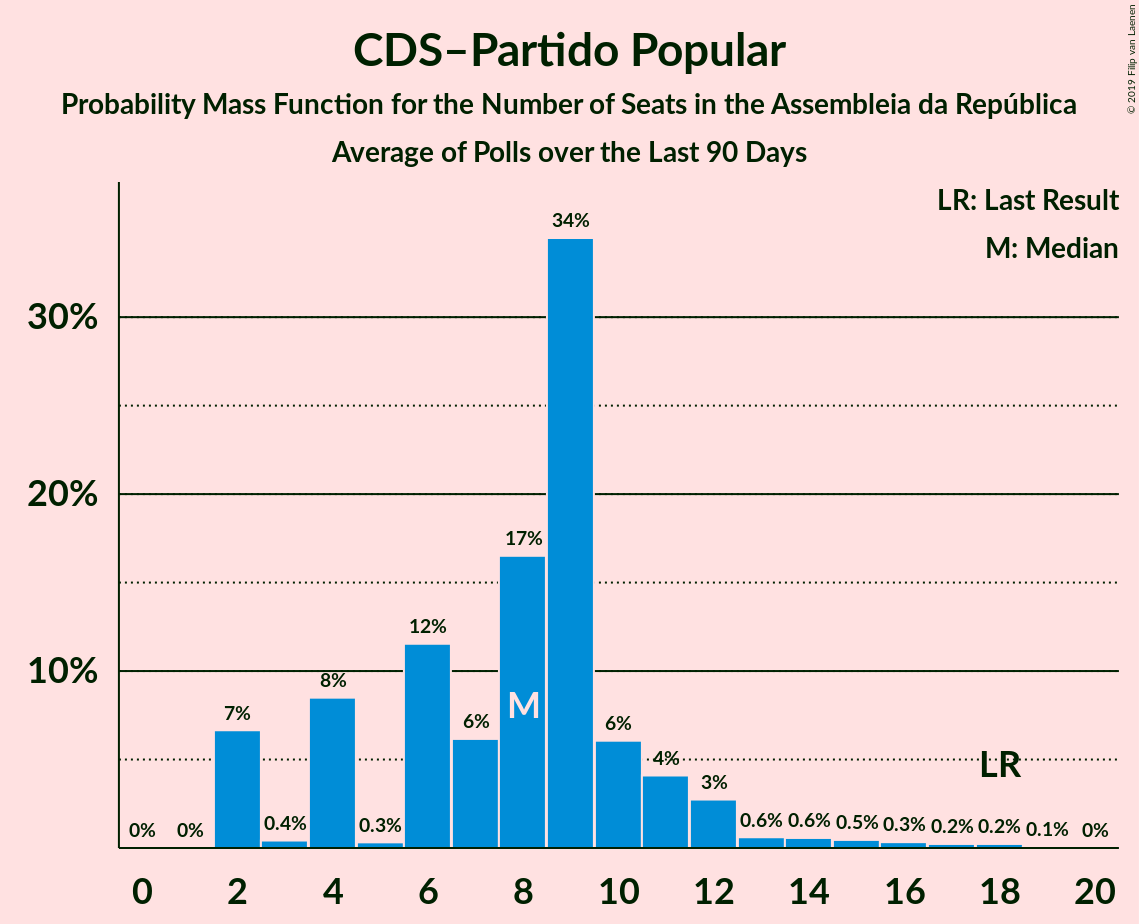 CDS–Partido Popular
Probability Mass Function for the Number of Seats in the Assembleia da República
Average of Polls over the Last 90 Days
© 2019 Filip van Laenen
LR: Last Result
M: Median
34%
30%
17%
20%
12%
10%
8%
7%
6%
M
6%
4%
3%
LR
0%
0%
0.4%
0.3%
0.6%
0.6%
0.5%
0.3%
0.2%
0.2%
0.1%
0%
0 2 4 6 8 10 12 14 16 18 20